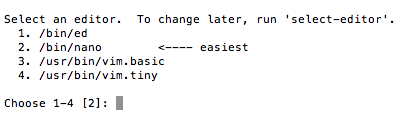 Select an editor.  To change later, run 'select-editor'.
  1. /bin/ed
  2. /bin/nano        <---- easiest
  3. /usr/bin/vim.basic
  4. /usr/bin/vim.tiny

Choose 1-4 [2]: